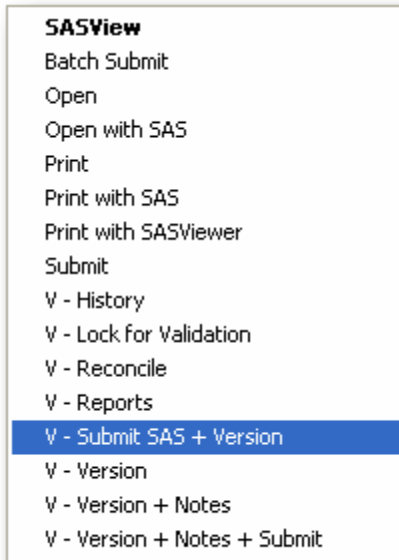 SASView
Batch Submit
Open
Open with SAS
Print
Print with SAS
Print with SASViewer
Submit
V - History
V - Lock for Validation
V - Reconcile
V - Reports
V - Submit SAS + Version
V - Version
V - Version + Notes
V - Version + Notes + Submit